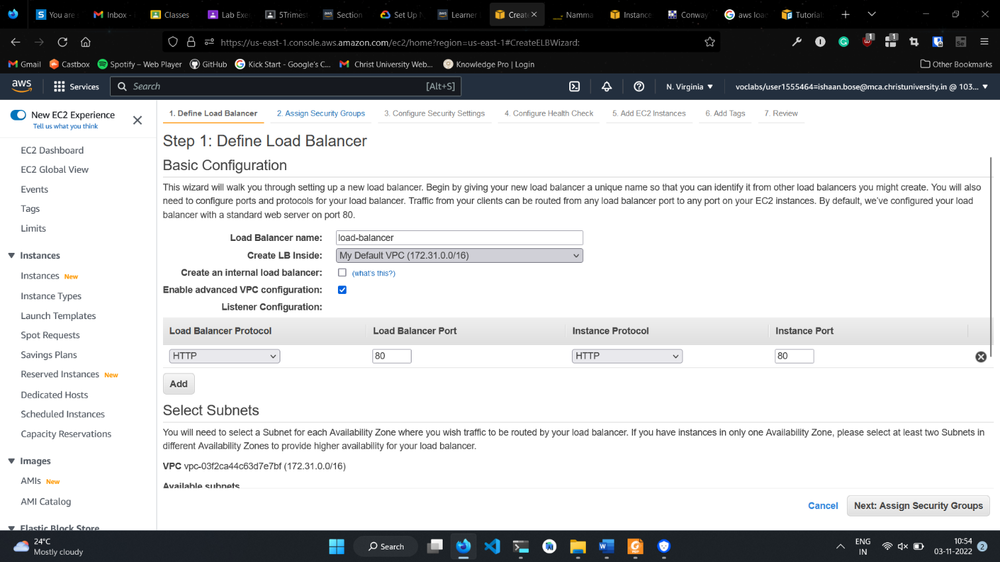 You are
Inbox -
Classes
Lab Exe
5Trimest
Section
Set Up N
Learner
Create
Namma
Instance
Conway
aws loa
Tutorial
https://us-east-1.console.aws.amazon.com/ec2/home?region=us-east-1#CreateELBWizard:
1
1
Gmail
Castbox
Spotify – Web Player
GitHub
Kick Start - Google's C...
Christ University Web...
Knowledge Pro | Login
Other Bookmarks
aws
Services
Search
[Alt+S]
N. Virginia ▼
voclabs/user1555464=ishaan.bose@mca.christuniversity.in @ 103... ▼
New EC2 Experience
Tell us what you think
EC2 Dashboard
EC2 Global View
Events
Tags
Limits
Instances
Instances New
Instance Types
Launch Templates
Spot Requests
Savings Plans
Reserved Instances New
Dedicated Hosts
Scheduled Instances
Capacity Reservations
Images
AMIs New
AMI Catalog
Elastic Block Store
1. Define Load Balancer
2. Assign Security Groups
3. Configure Security Settings
4. Configure Health Check
5. Add EC2 Instances
6. Add Tags
7. Review
Step 1: Define Load Balancer
Basic Configuration
This wizard will walk you through setting up a new load balancer. Begin by giving your new load balancer a unique name so that you can identify it from other load balancers you might create. You will also
need to configure ports and protocols for your load balancer. Traffic from your clients can be routed from any load balancer port to any port on your EC2 instances. By default, we've configured your load
balancer with a standard web server on port 80.
Load Balancer name: load-balancer
Create LB Inside: My Default VPC (172.31.0.0/16)
Create an internal load balancer: (what's this?)
Enable advanced VPC configuration:
Listener Configuration:
Load Balancer Protocol
Load Balancer Port
Instance Protocol
Instance Port
HTTP
80
HTTP
80
Add
Select Subnets
You will need to select a Subnet for each Availability Zone where you wish traffic to be routed by your load balancer. If you have instances in only one Availability Zone, please select at least two Subnets in
different Availability Zones to provide higher availability for your load balancer.
VPC vpc-03f2ca44c63d7e7bf (172.31.0.0/16)
Available subnets
Cancel
Next: Assign Security Groups
24°C
Mostly cloudy
Search
ENG
IN
10:54
03-11-2022
2